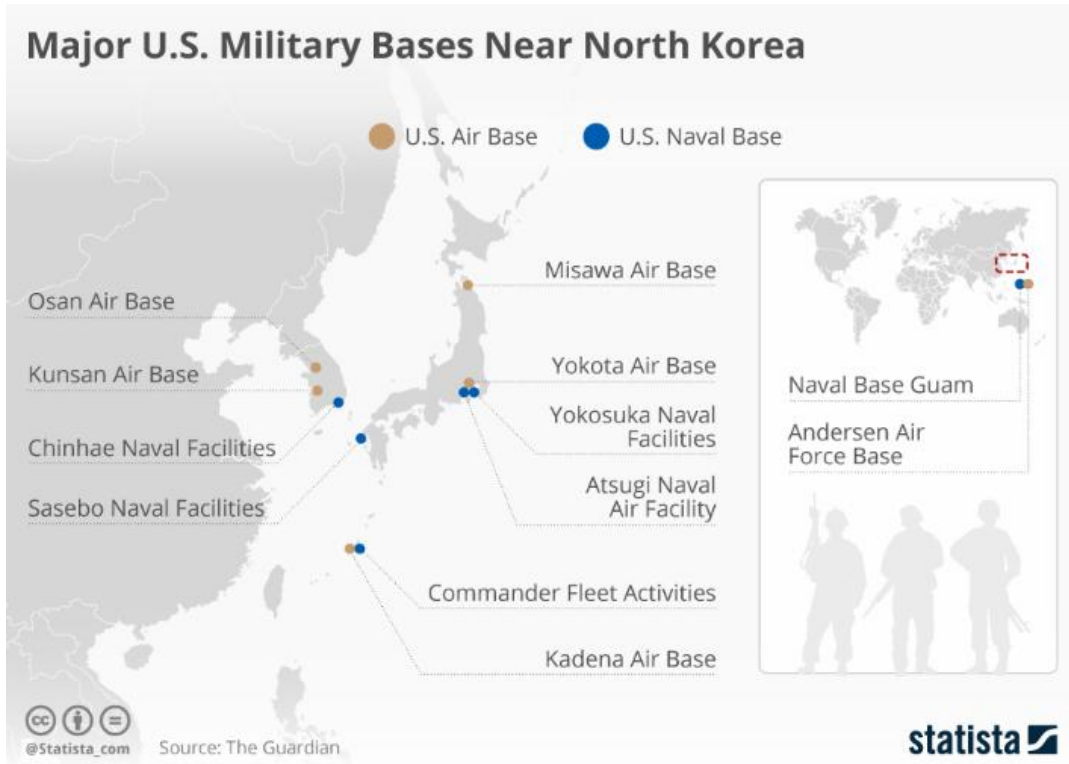 Major U.S. Military Bases Near North Korea
U.S. Air Base
U.S. Naval Base
Osan Air Base
Kunsan Air Base
Chinhae Naval Facilities
Sasebo Naval Facilities
Misawa Air Base
Yokota Air Base
Yokosuka Naval
Facilities
Atsugi Naval
Air Facility
Commander Fleet Activities
Kadena Air Base
Naval Base Guam
Andersen Air
Force Base
cc
@Statista_com
Source: The Guardian
statista